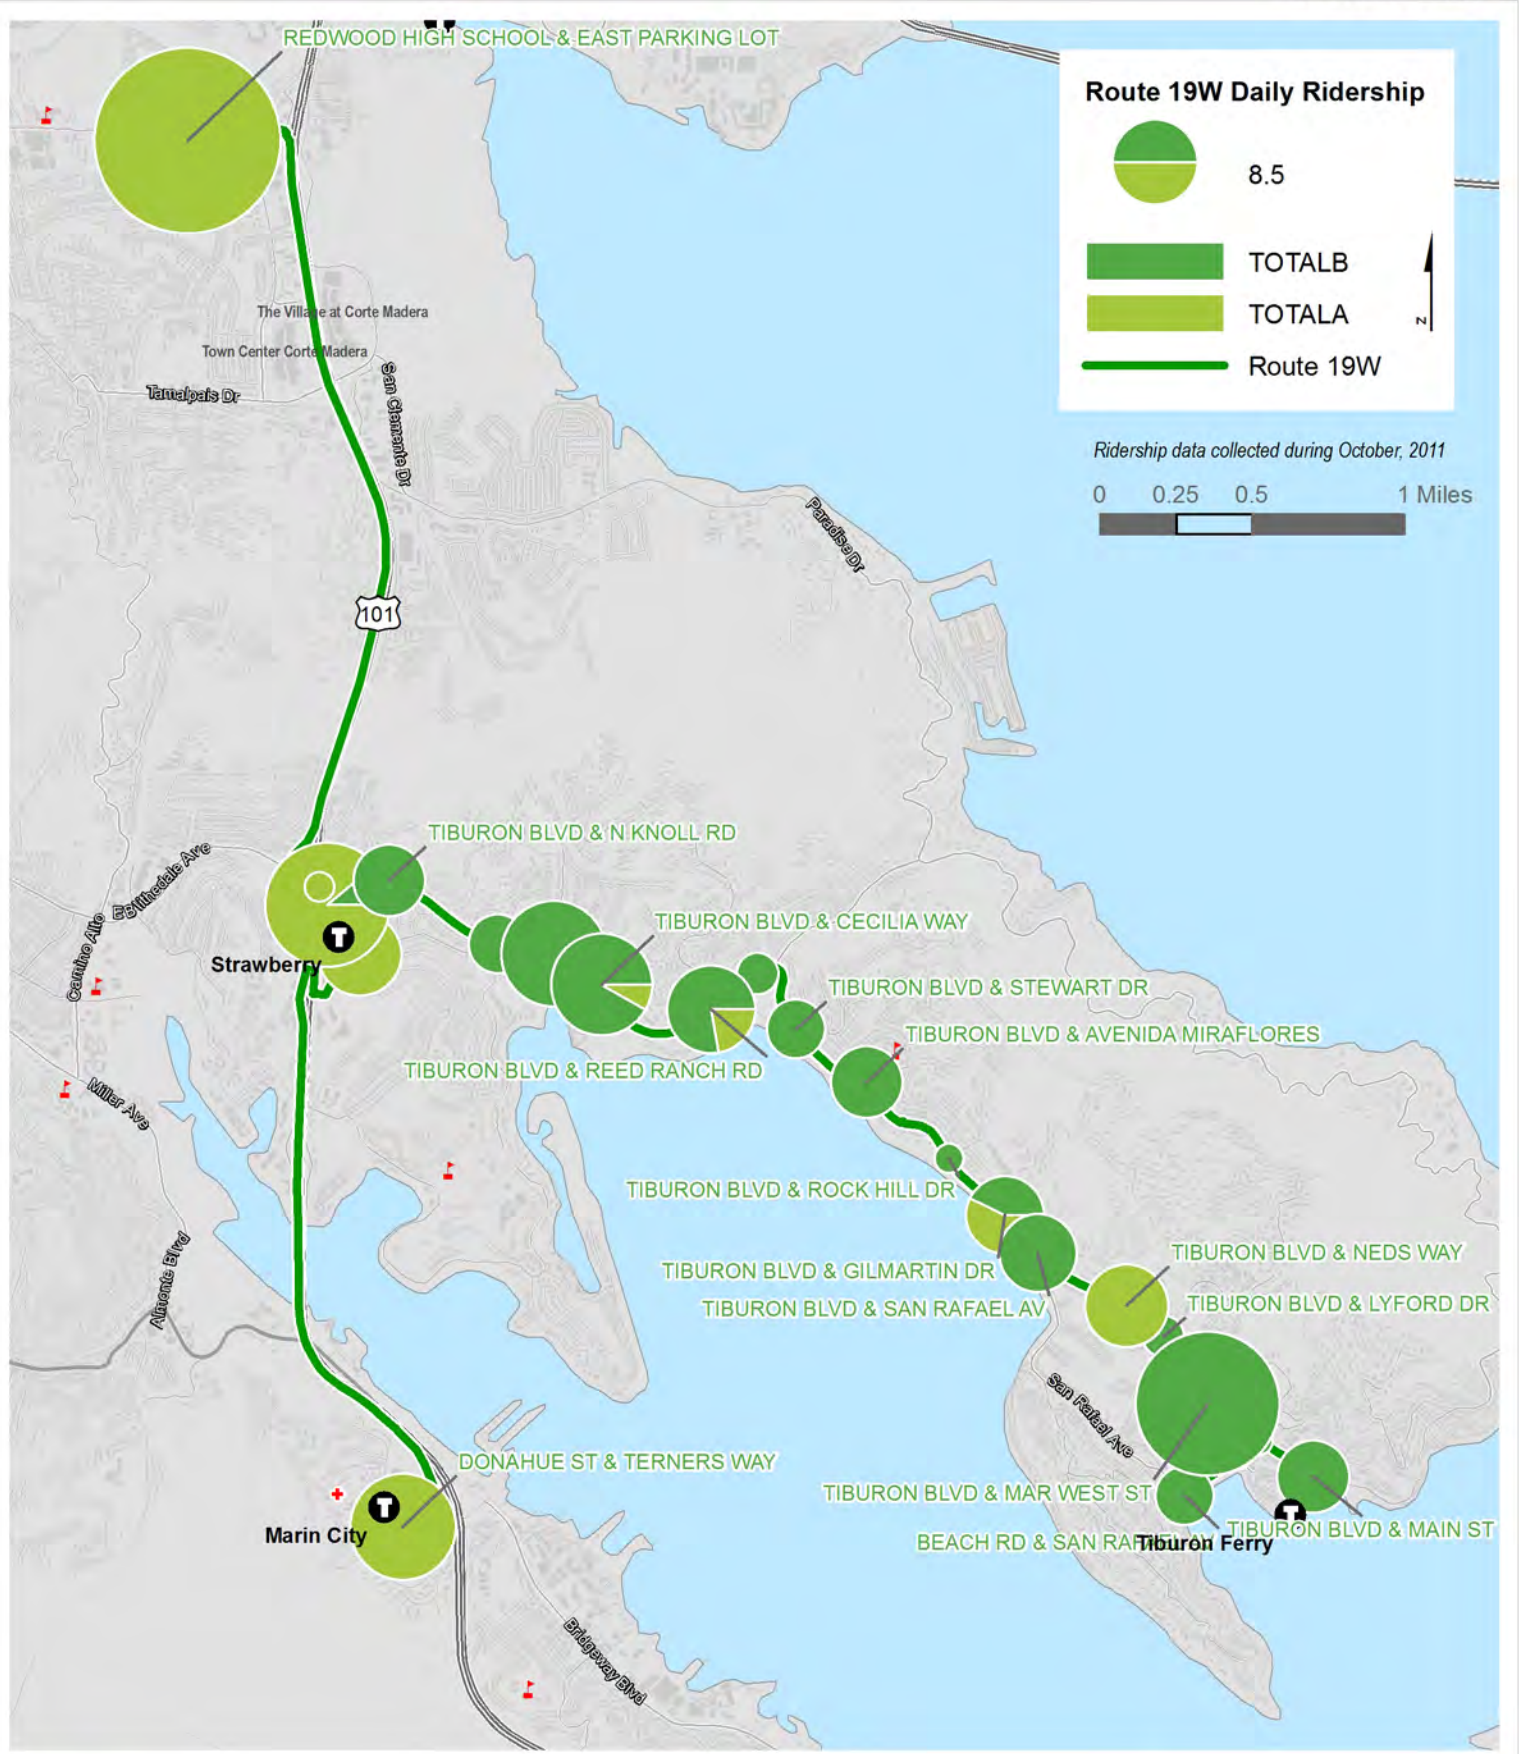 REDWOOD HIGH SCHOOL & EAST PARKING LOT
Route 19W Daily Ridership
8.5
TOTALB
TOTALA
Route 19W
N
Ridership data collected during October, 2011
0 0.25 0.5 1 Miles
The Village at Corte Madera
Town Center Corte Madera
Tamalpais Dr
San Clemente Dr
Paradise Dr
101
TIBURON BLVD & N KNOLL RD
E Blithedale Ave
Camino Alto
T
Strawberry
TIBURON BLVD & CECILIA WAY
TIBURON BLVD & STEWART DR
TIBURON BLVD & AVENIDA MIRAFLORES
TIBURON BLVD & REED RANCH RD
Miller Ave
TIBURON BLVD & ROCK HILL DR
TIBURON BLVD & GILMARTIN DR
TIBURON BLVD & NEDS WAY
TIBURON BLVD & SAN RAFAEL AV
TIBURON BLVD & LYFORD DR
Almonte Blvd
San Rafael Ave
DONAHUE ST & TERNERS WAY
TIBURON BLVD & MAR WEST ST
T
Marin City
T
TIBURON BLVD & MAIN ST
BEACH RD & SAN RAFAEL AV
Tiburon Ferry
Bridgeway Blvd